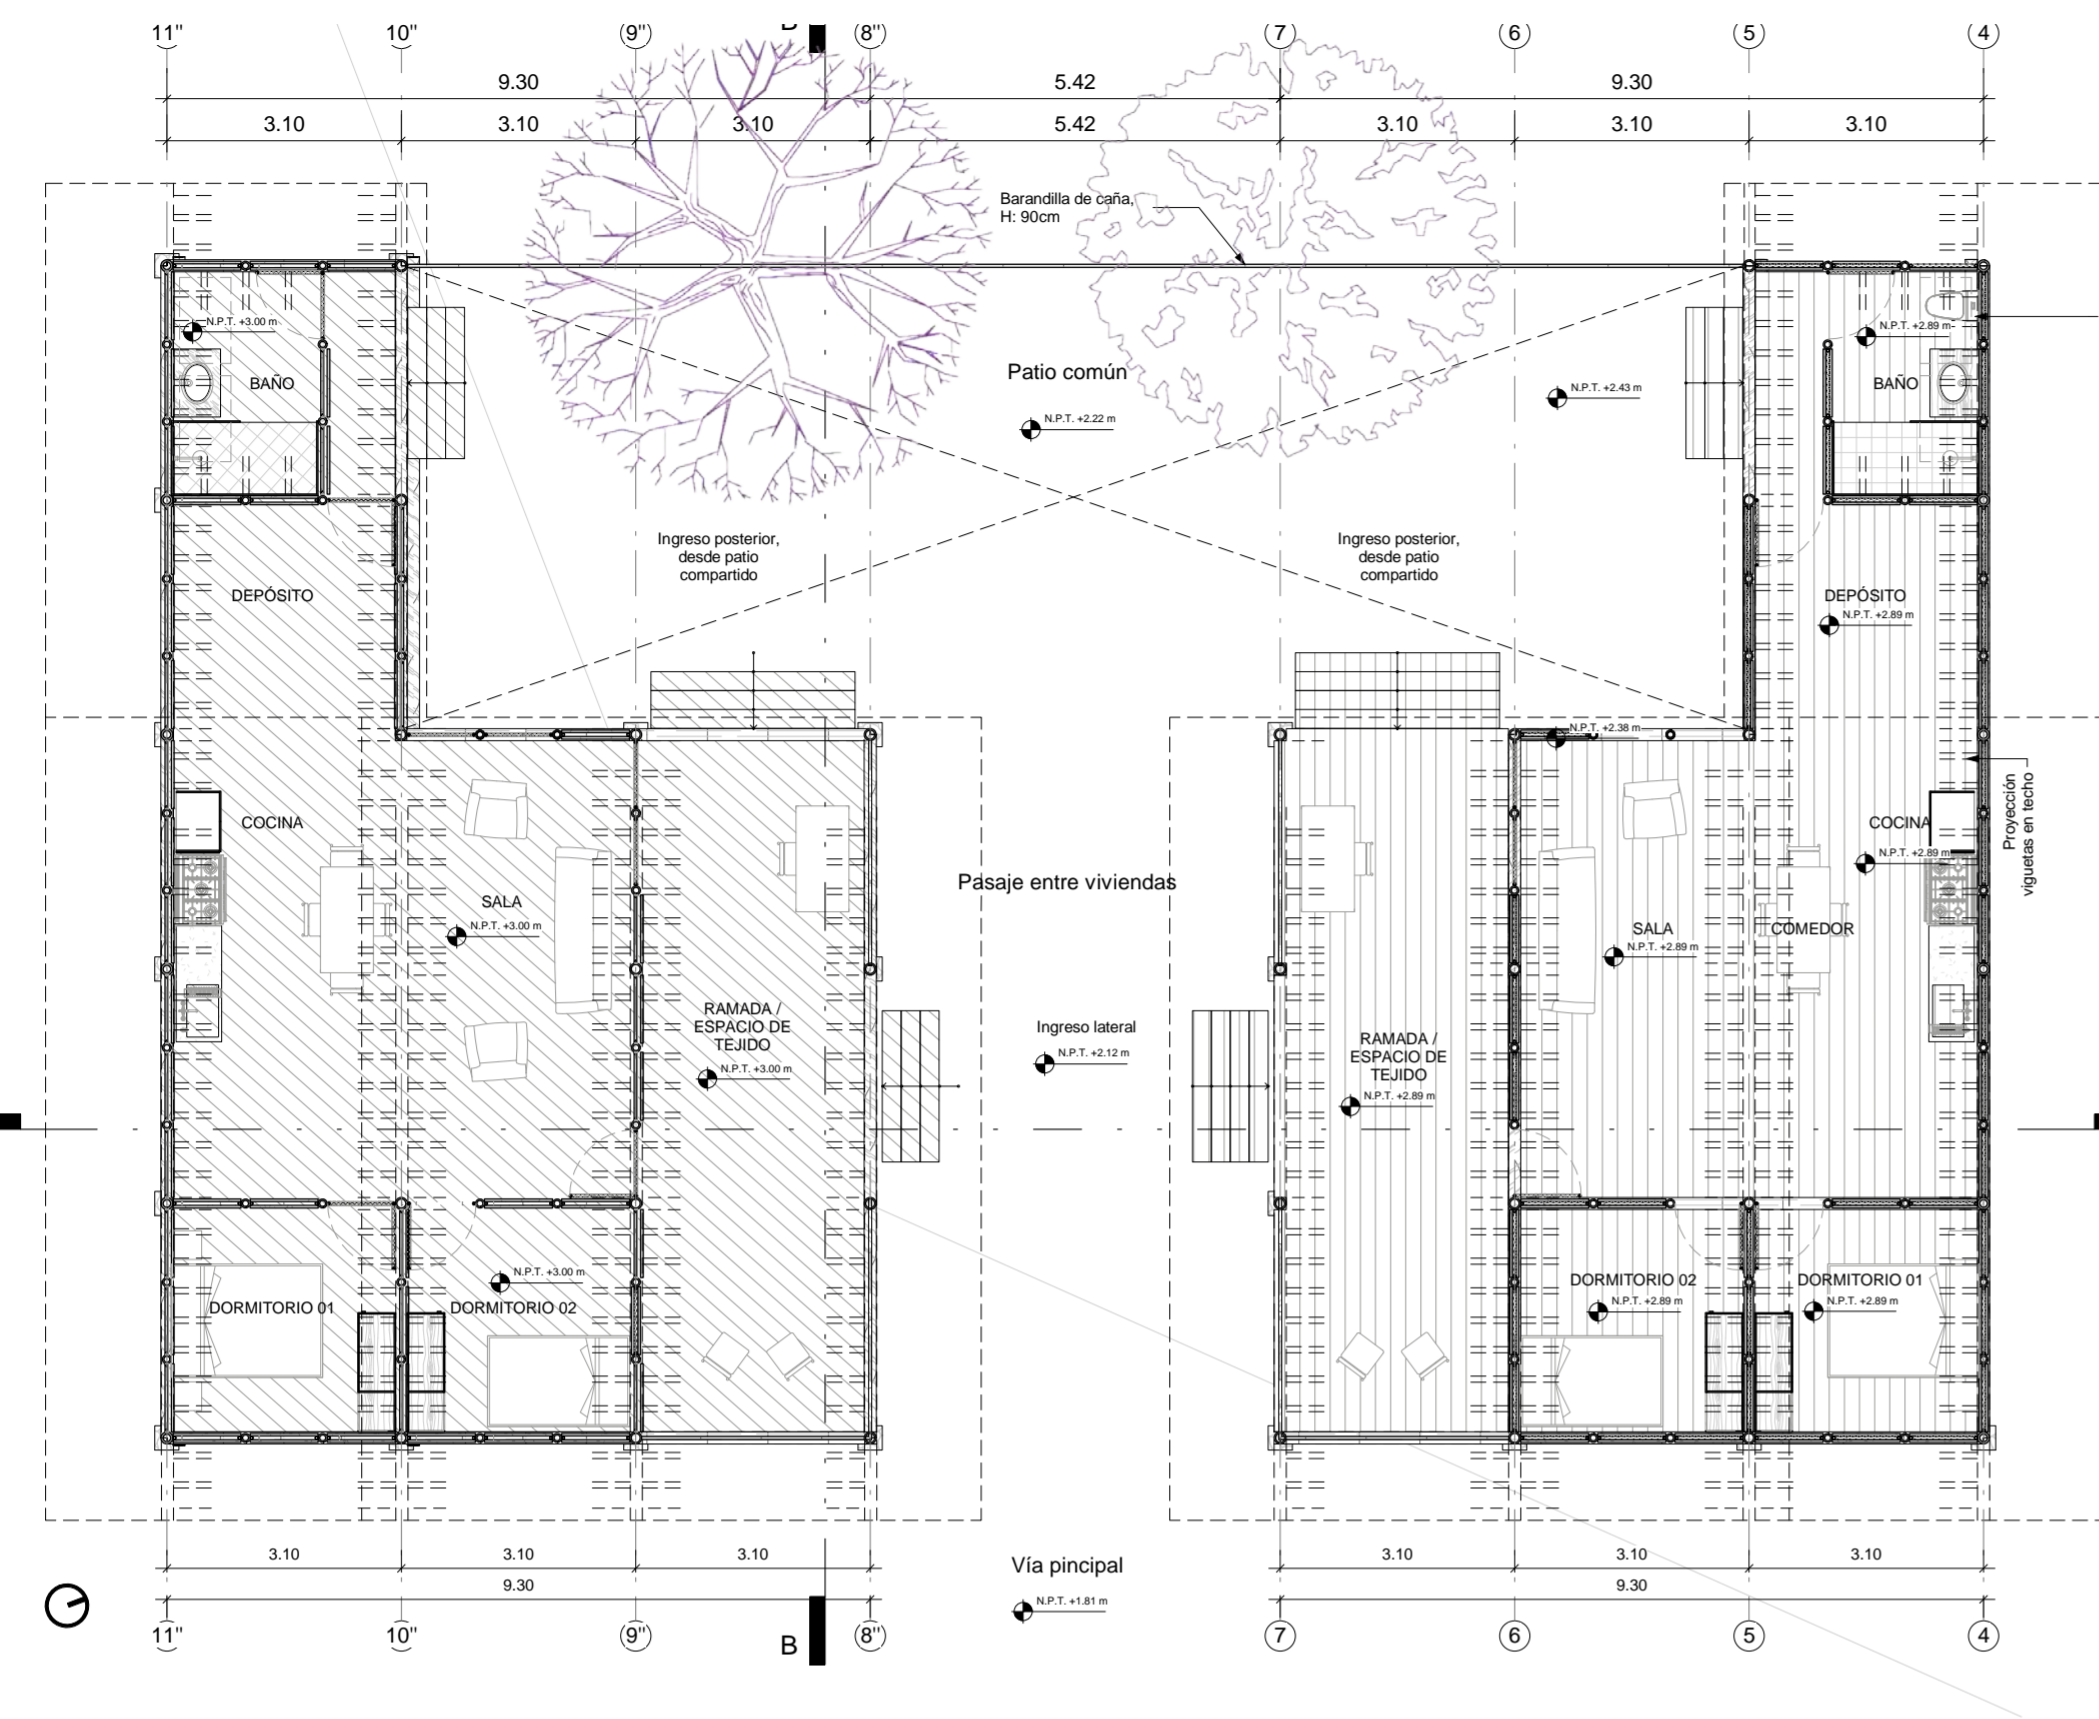 11" 10" 9" 8" 7 6 5 4
B
9.30 5.42 9.30
3.10 3.10 3.10 5.42 3.10 3.10 3.10
Barandilla de caña,
H: 90cm
N.P.T. +3.00 m
BAÑO
Patio común
N.P.T. +2.22 m
N.P.T. +2.43 m
N.P.T. +2.89 m
BAÑO
Ingreso posterior,
desde patio
compartido
Ingreso posterior,
desde patio
compartido
DEPÓSITO
DEPÓSITO
N.P.T. +2.89 m
N.P.T. +2.38 m
COCINA
SALA
N.P.T. +3.00 m
Pasaje entre viviendas
COCINA
N.P.T. +2.89 m
Proyección
viguetas en techo
SALA
N.P.T. +2.89 m
COMEDOR
RAMADA /
ESPACIO DE
TEJIDO
N.P.T. +3.00 m
Ingreso lateral
N.P.T. +2.12 m
RAMADA /
ESPACIO DE
TEJIDO
N.P.T. +2.89 m
DORMITORIO 01
N.P.T. +3.00 m
DORMITORIO 02
DORMITORIO 02
N.P.T. +2.89 m
DORMITORIO 01
N.P.T. +2.89 m
3.10 3.10 3.10 3.10 3.10 3.10
9.30 9.30
Vía pincipal
N.P.T. +1.81 m
11" 10" 9" B 8" 7 6 5 4